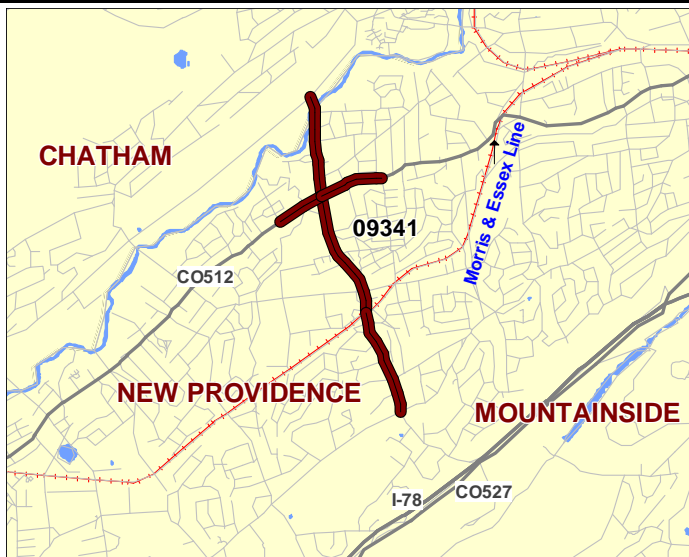 CHATHAM
Morris & Essex Line
09341
CO512
NEW PROVIDENCE
MOUNTAINSIDE
I-78
CO527